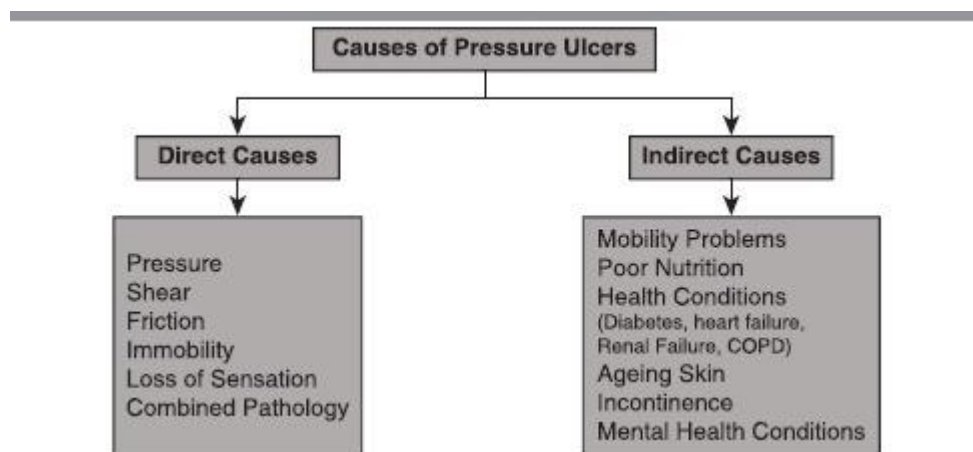 Causes of Pressure Ulcers
Direct Causes
Indirect Causes
Pressure
Shear
Friction
Immobility
Loss of Sensation
Combined Pathology
Mobility Problems
Poor Nutrition
Health Conditions
(Diabetes, heart failure,
Renal Failure, COPD)
Ageing Skin
Incontinence
Mental Health Conditions